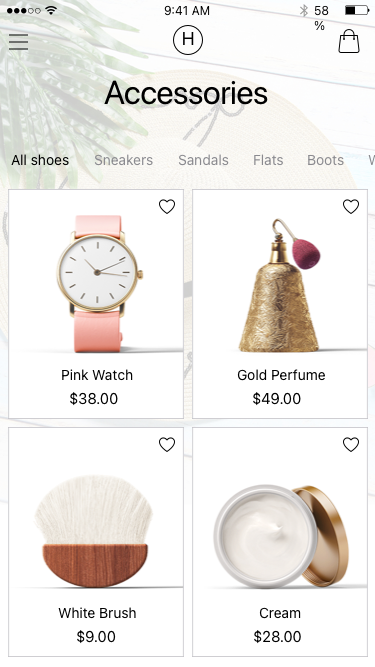 9:41 AM
58 %
H
Accessories
All shoes Sneakers Sandals Flats Boots
Pink Watch
$38.00
Gold Perfume
$49.00
White Brush
$9.00
Cream
$28.00